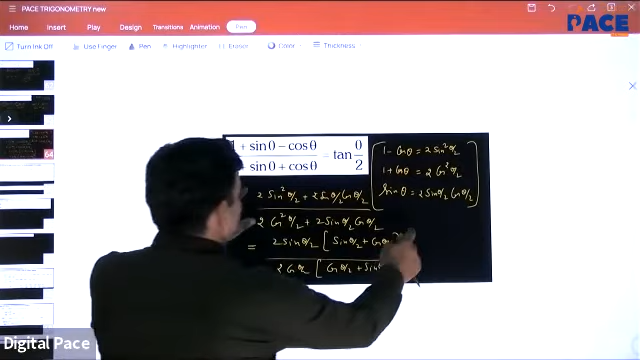 PACE TRIGONOMETRY new
Home Insert Draw Design Transitions Animation Pen
Turn Ink Off Use Finger Pen Highlighter Eraser Color Thickness
PACE
1 + sinθ − cosθ
+ sinθ + cosθ
= tan θ/2
1 − Cosθ = 2 Sin²θ/2
1 + Cosθ = 2 Cos²θ/2
Sinθ = 2 Sinθ/2 Cosθ/2
2 Sin²θ/2 + 2 Sinθ/2 Cosθ/2
2 Cos²θ/2 + 2 Sinθ/2 Cosθ/2
= 2 Sinθ/2 [ Sinθ/2 + Cosθ/2
2 Cosθ/2 [ Cosθ/2 + Sin
64
Digital Pace